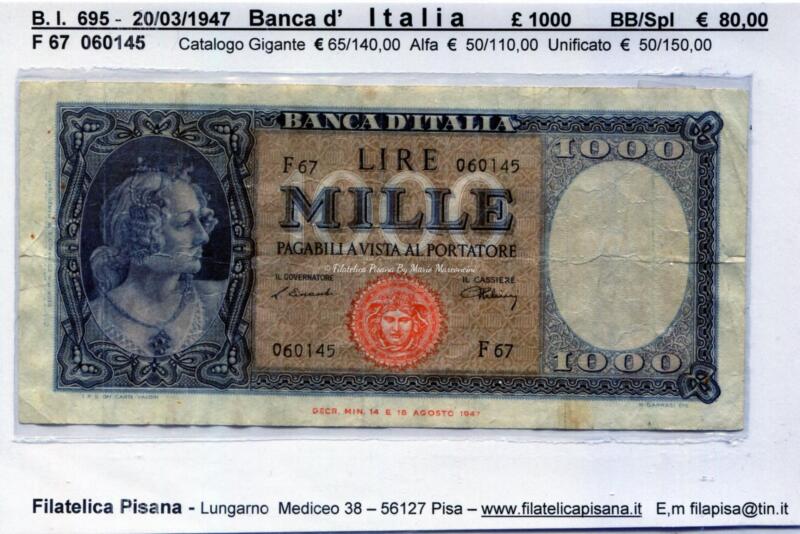 B. I. 695 - 20/03/1947 Banca d' Italia £ 1000 BB/Spl € 80,00
F 67 060145 Catalogo Gigante € 65/140,00 Alfa € 50/110,00 Unificato € 50/150,00
BANCA D'ITALIA
1000
F 67 LIRE 060145
1000
MILLE
PAGABILI A VISTA AL PORTATORE
© Filatelica Pisana By Mario Marconcini
IL GOVERNATORE IL CASSIERE
060145 F 67
1000
DECR. MIN. 14 E 18 AGOSTO 1947
Filatelica Pisana - Lungarno Mediceo 38 – 56127 Pisa – www.filatelicapisana.it E,m filapisa@tin.it